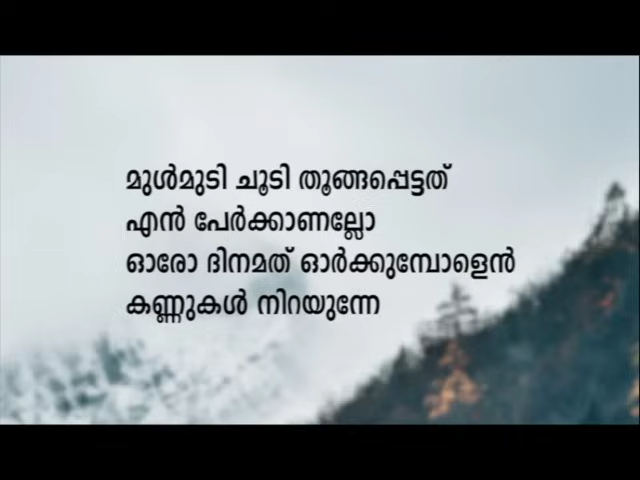 മുൾമുടി ചൂടി തൂങ്ങപ്പെട്ടത്
എൻ പേർക്കാണല്ലോ
ഓരോ ദിനമത് ഓർക്കുമ്പോളെൻ
കണ്ണുകൾ നിറയുന്നേ